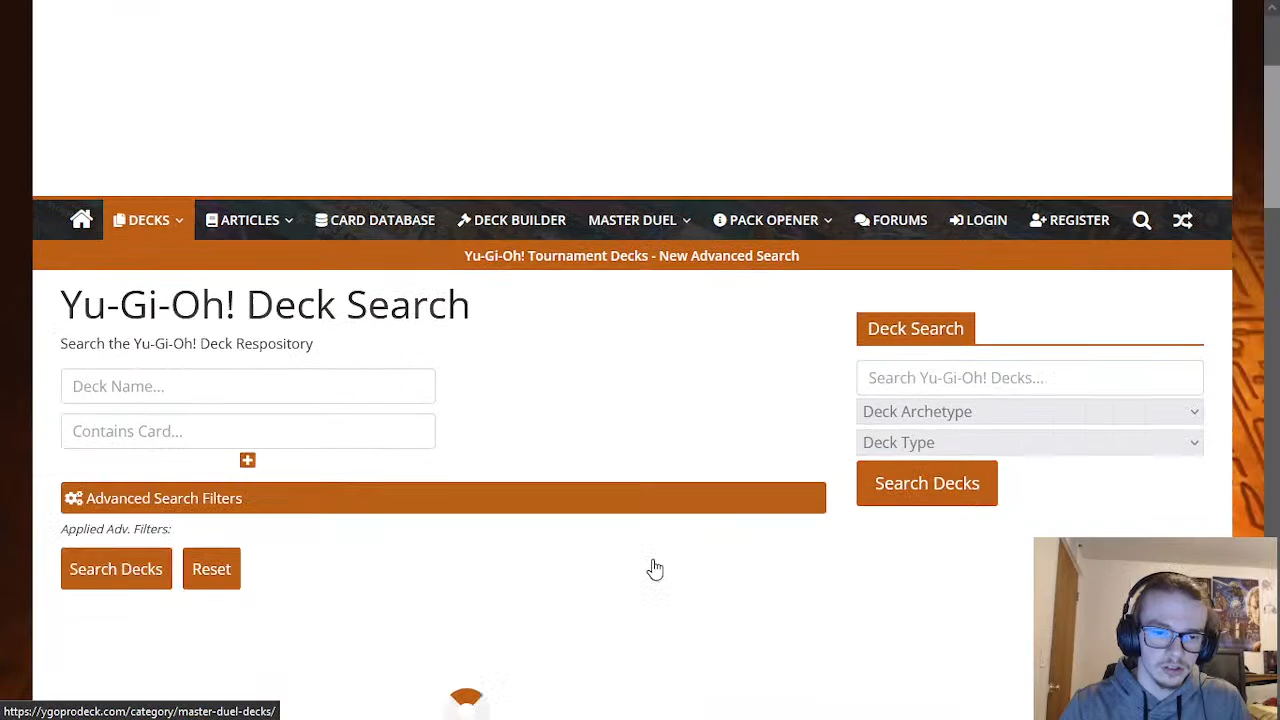 DECKS
ARTICLES
CARD DATABASE
DECK BUILDER
MASTER DUEL
PACK OPENER
FORUMS
LOGIN
REGISTER
Yu-Gi-Oh! Tournament Decks - New Advanced Search
Yu-Gi-Oh! Deck Search
Search the Yu-Gi-Oh! Deck Respository
Deck Name...
Contains Card...
Advanced Search Filters
Applied Adv. Filters:
Search Decks
Reset
Deck Search
Search Yu-Gi-Oh! Decks...
Deck Archetype
Deck Type
Search Decks
https://ygoprodeck.com/category/master-duel-decks/